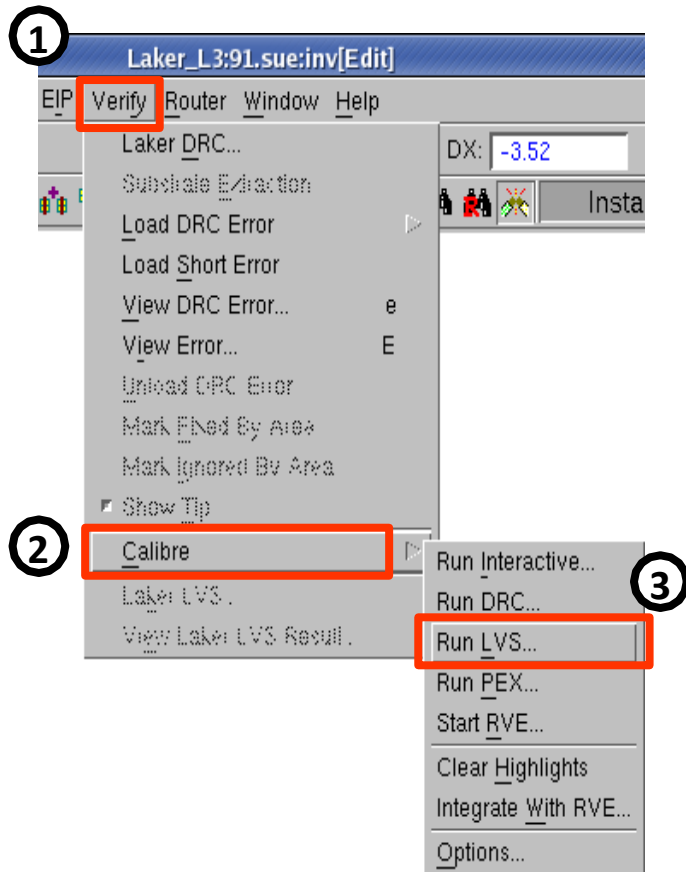 1
Laker_L3:91.sue:inv[Edit]
EIP Verify Router Window Help
Laker DRC...
DX: -3.52
Substrate Extraction
Insta
Load DRC Error
Load Short Error
View DRC Error... e
View Error... E
Unload DRC Error
Mark Fixed By Area
Mark Ignored By Area
Show Tip
2
Calibre
Run Interactive...
3
Laker LVS..
Run DRC...
View Laker LVS Result..
Run LVS...
Run PEX...
Start RVE...
Clear Highlights
Integrate With RVE...
Options...